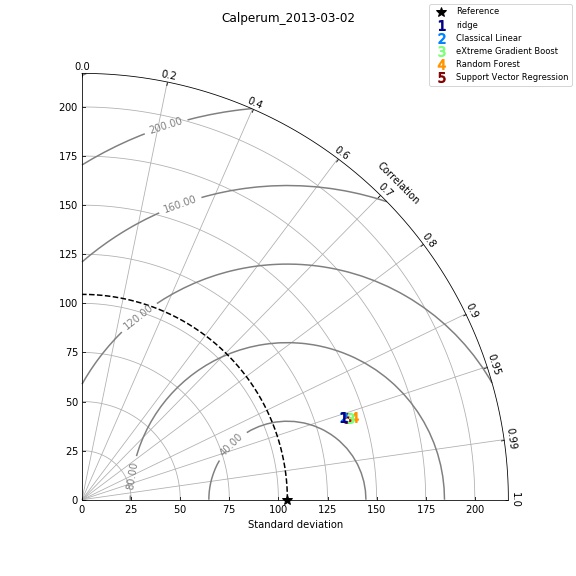 Calperum_2013-03-02
Reference
1 ridge
2 Classical Linear
3 eXtreme Gradient Boost
4 Random Forest
5 Support Vector Regression
0.0
0.2
0.4
0.6
Correlation
0.7
0.8
0.9
0.95
0.99
1.0
200
175
150
125
100
75
50
25
0
200.00
160.00
120.00
80.00
40.00
1
4
0 25 50 75 100 125 150 175 200
Standard deviation